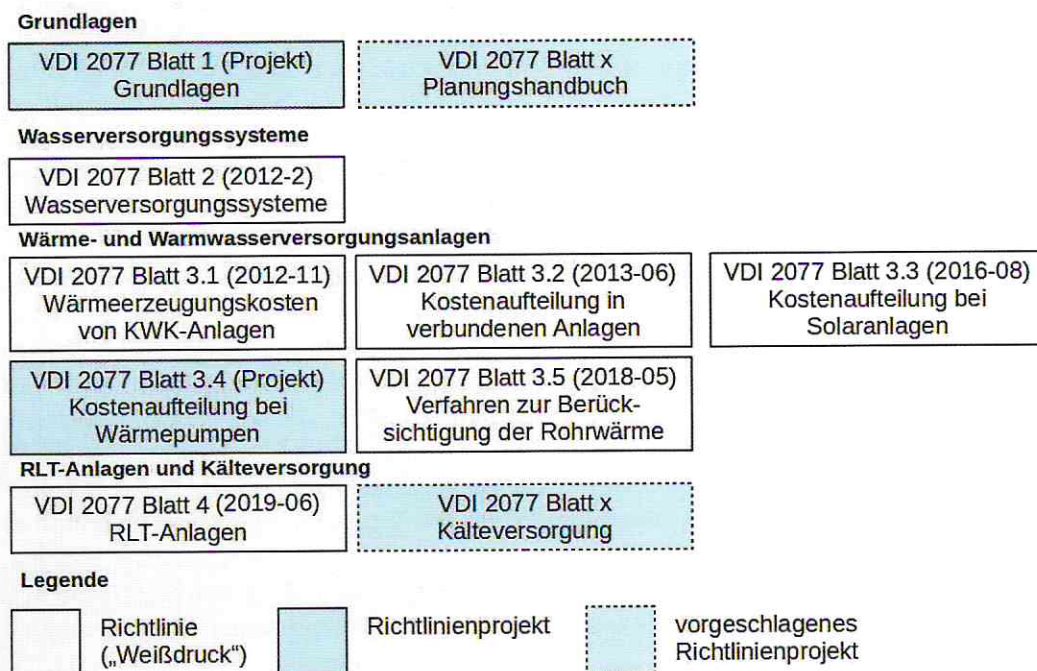 Grundlagen
VDI 2077 Blatt 1 (Projekt)
Grundlagen
VDI 2077 Blatt x
Planungshandbuch
Wasserversorgungssysteme
VDI 2077 Blatt 2 (2012-2)
Wasserversorgungssysteme
Wärme- und Warmwasserversorgungsanlagen
VDI 2077 Blatt 3.1 (2012-11)
Wärmeerzeugungskosten
von KWK-Anlagen
VDI 2077 Blatt 3.2 (2013-06)
Kostenaufteilung in
verbundenen Anlagen
VDI 2077 Blatt 3.3 (2016-08)
Kostenaufteilung bei
Solaranlagen
VDI 2077 Blatt 3.4 (Projekt)
Kostenaufteilung bei
Wärmepumpen
VDI 2077 Blatt 3.5 (2018-05)
Verfahren zur Berück-
sichtigung der Rohrwärme
RLT-Anlagen und Kälteversorgung
VDI 2077 Blatt 4 (2019-06)
RLT-Anlagen
VDI 2077 Blatt x
Kälteversorgung
Legende
Richtlinie
(„Weißdruck“)
Richtlinienprojekt
vorgeschlagenes
Richtlinienprojekt